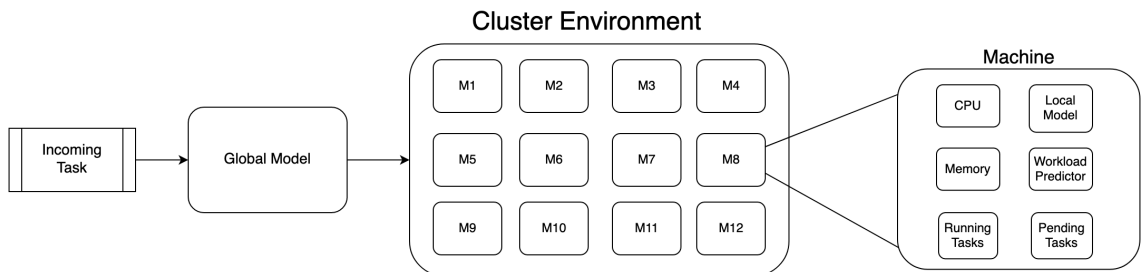 Cluster Environment
Machine
Incoming
Task
Global Model
M1
M2
M3
M4
M5
M6
M7
M8
M9
M10
M11
M12
CPU
Local
Model
Memory
Workload
Predictor
Running
Tasks
Pending
Tasks